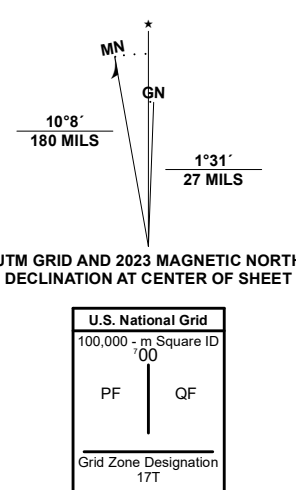 ★
MN
GN
10°8´
180 MILS
1°31´
27 MILS
UTM GRID AND 2023 MAGNETIC NORTH
DECLINATION AT CENTER OF SHEET
U.S. National Grid
100,000 - m Square ID
⁷00
PF QF
Grid Zone Designation
17T